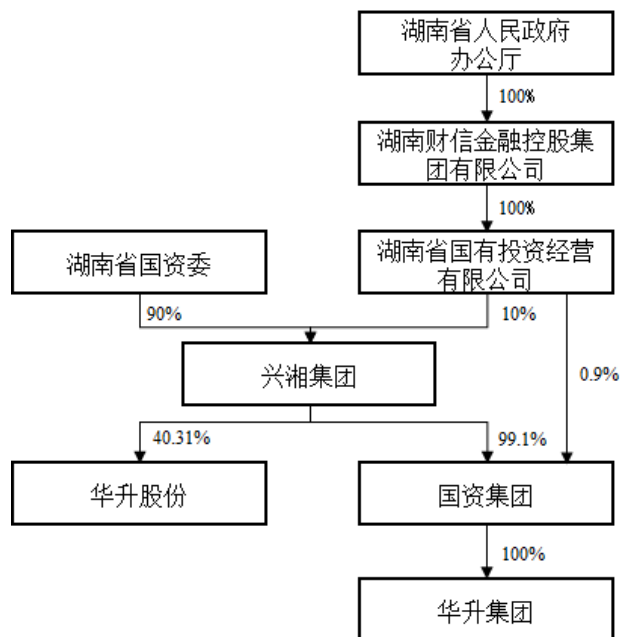 湖南省人民政府
办公厅
100%
湖南财信金融控股集
团有限公司
100%
湖南省国资委
湖南省国有投资经营
有限公司
90%
10%
兴湘集团
0.9%
40.31%
99.1%
华升股份
国资集团
100%
华升集团